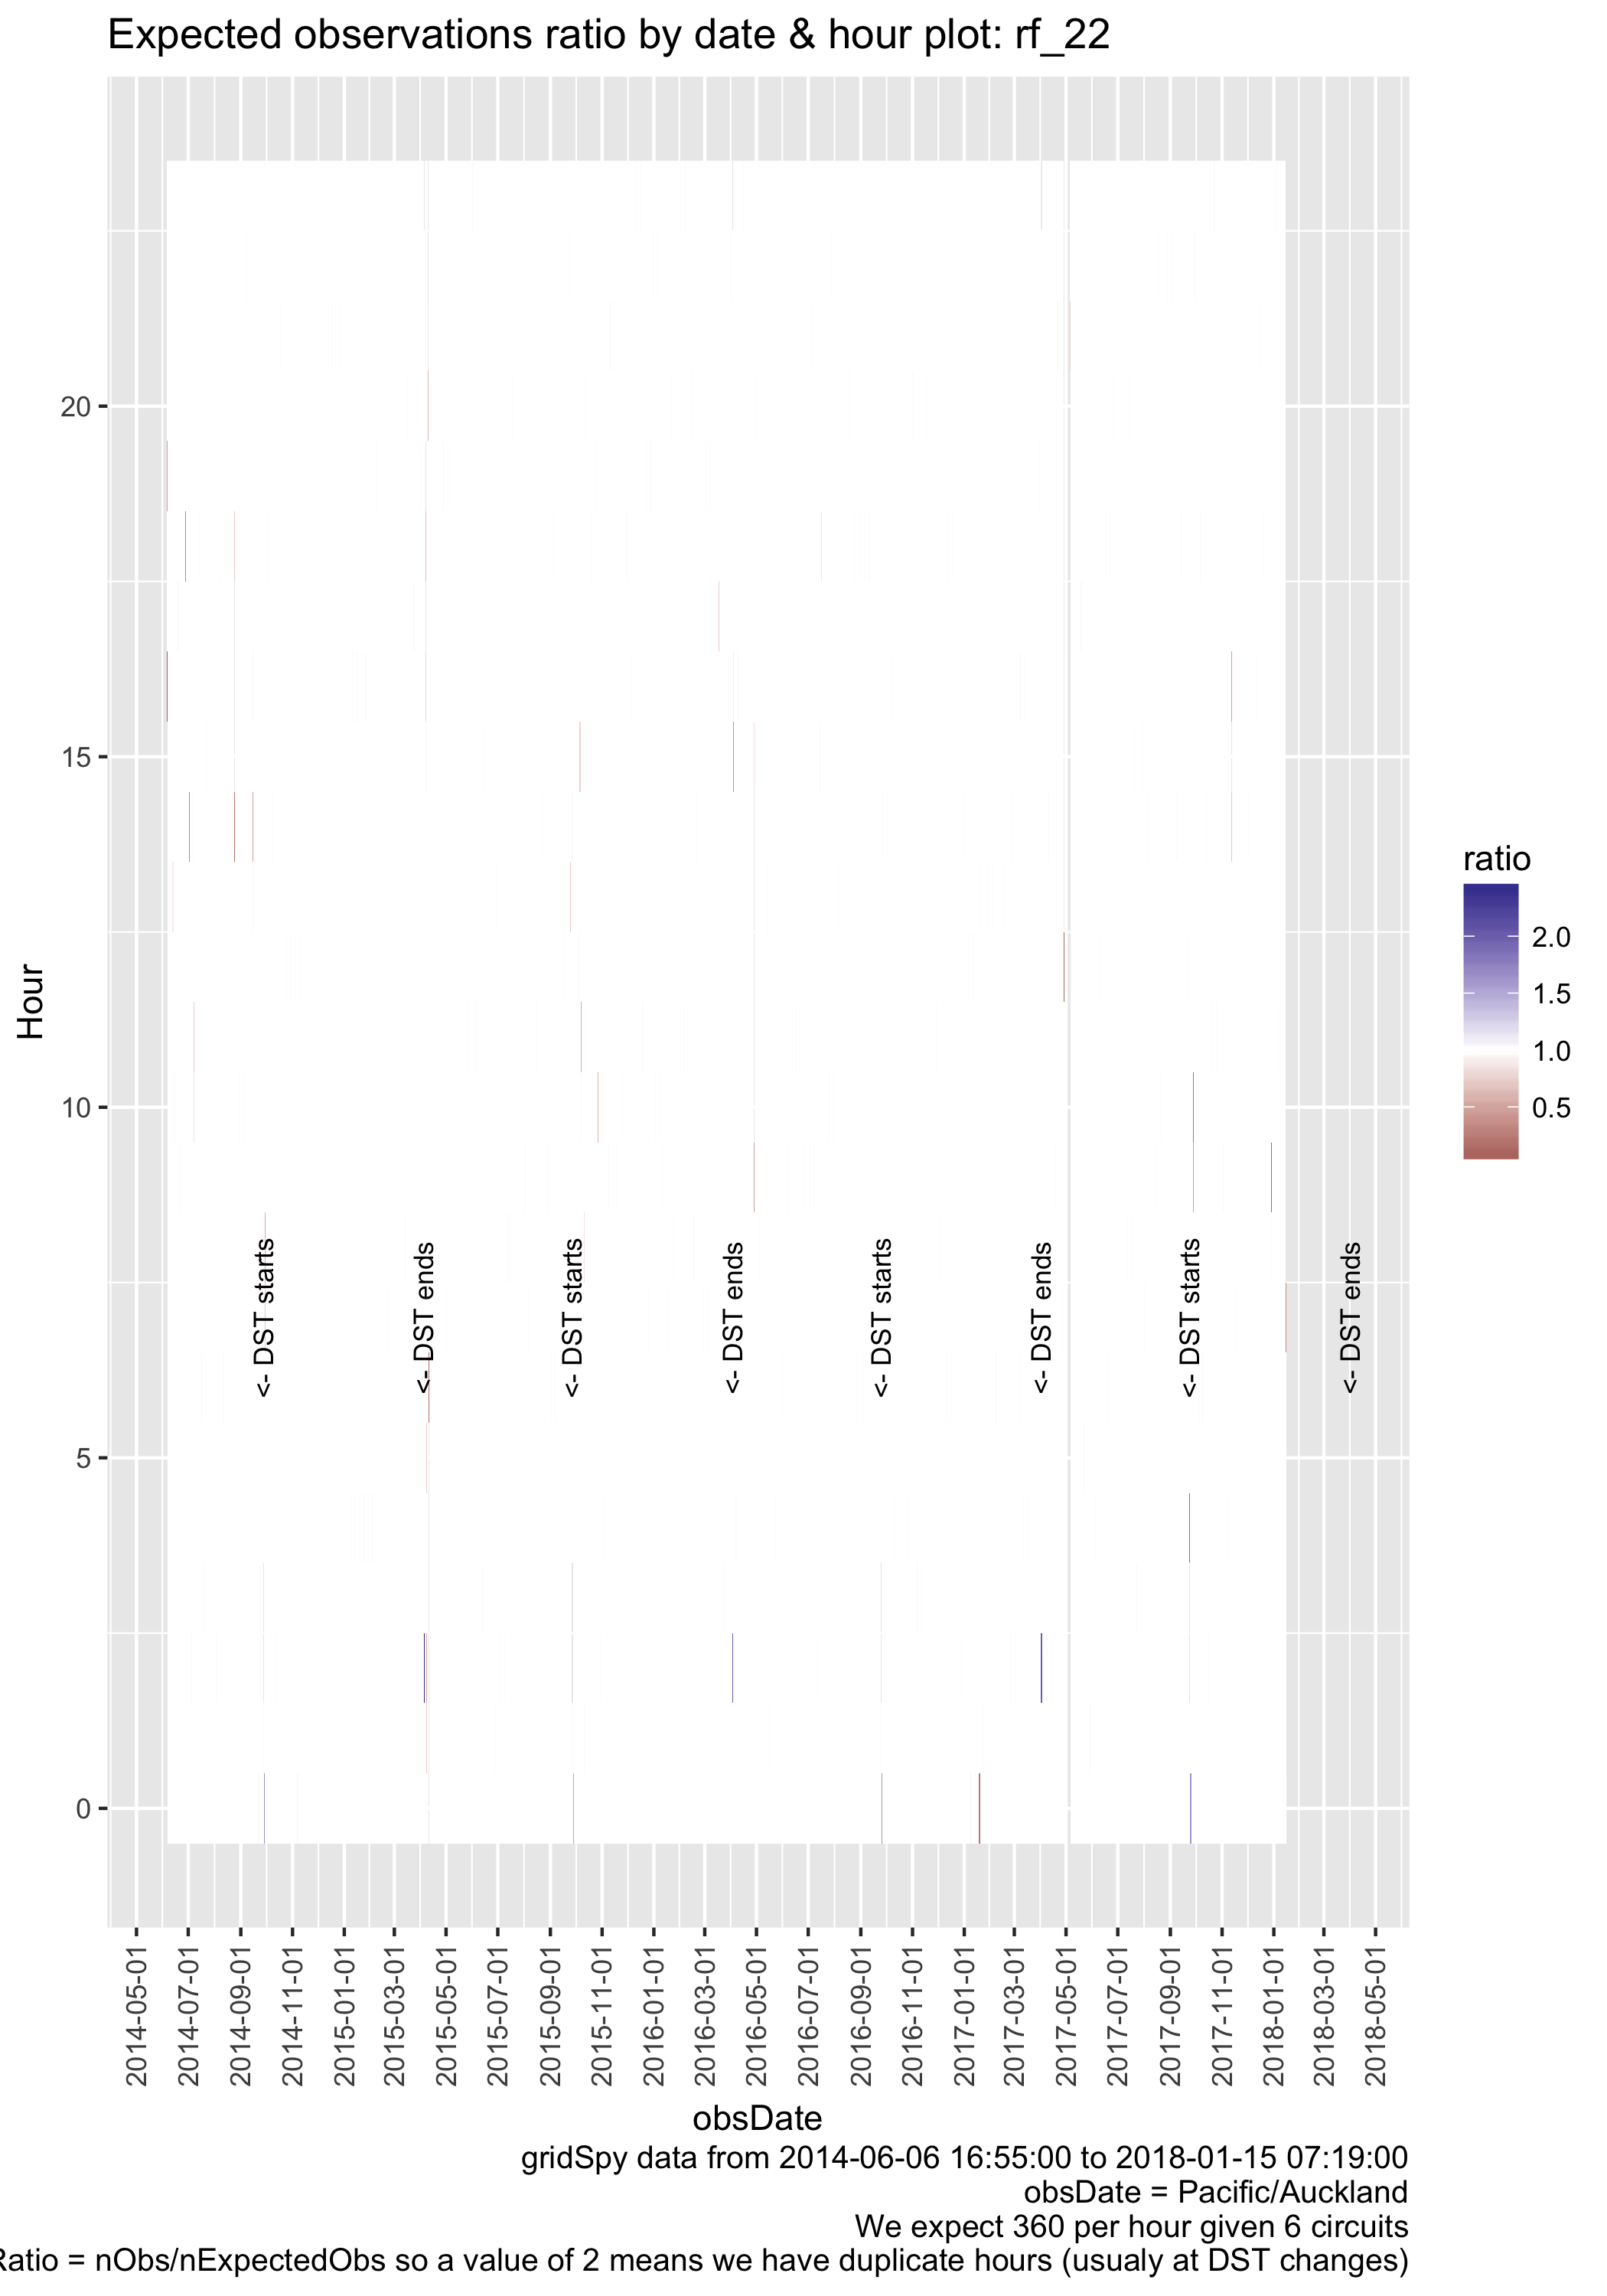 Expected observations ratio by date & hour plot: rf_22
20
15
10
5
0
Hour
<- DST starts
<- DST ends
<- DST starts
<- DST ends
<- DST starts
<- DST ends
<- DST starts
<- DST ends
ratio
2.0
1.5
1.0
0.5
2014-05-01
2014-07-01
2014-09-01
2014-11-01
2015-01-01
2015-03-01
2015-05-01
2015-07-01
2015-09-01
2015-11-01
2016-01-01
2016-03-01
2016-05-01
2016-07-01
2016-09-01
2016-11-01
2017-01-01
2017-03-01
2017-05-01
2017-07-01
2017-09-01
2017-11-01
2018-01-01
2018-03-01
2018-05-01
obsDate
gridSpy data from 2014-06-06 16:55:00 to 2018-01-15 07:19:00
obsDate = Pacific/Auckland
We expect 360 per hour given 6 circuits
Ratio = nObs/nExpectedObs so a value of 2 means we have duplicate hours (usualy at DST changes)